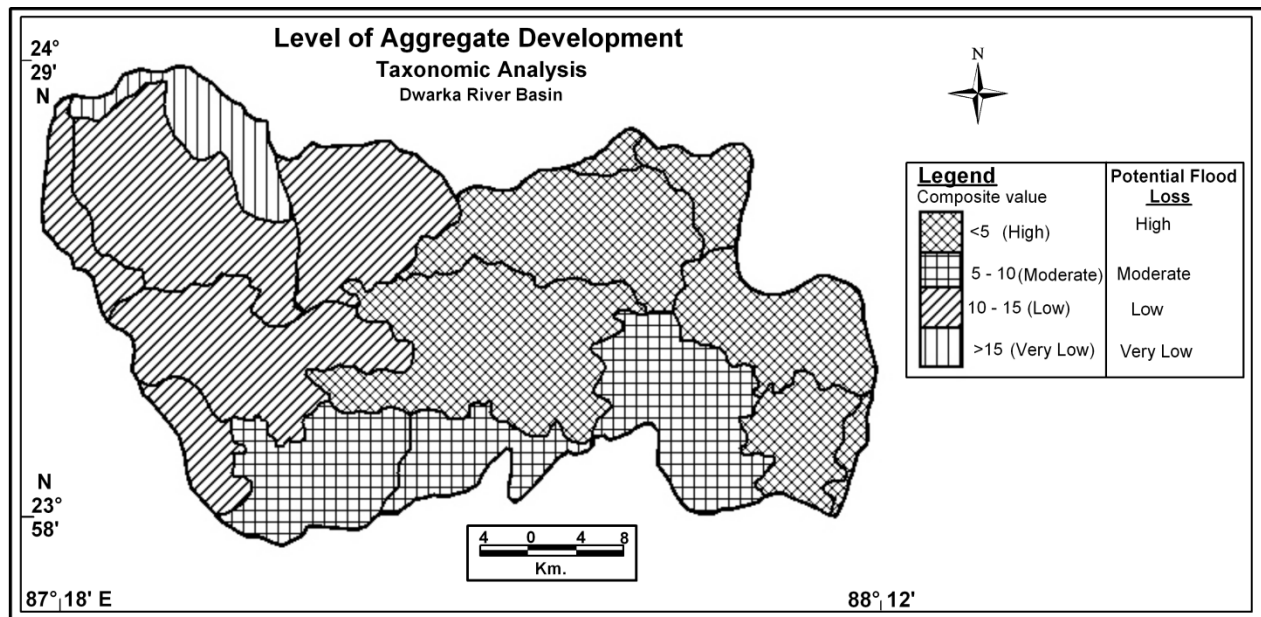 Level of Aggregate Development
Taxonomic Analysis
Dwarka River Basin
24°
29'
N
N
Legend
Composite value
Potential Flood
Loss
<5 (High)
High
5 - 10 (Moderate)
Moderate
10 - 15 (Low)
Low
>15 (Very Low)
Very Low
N
23°
58'
4 0 4 8
Km.
87° 18' E
88° 12'